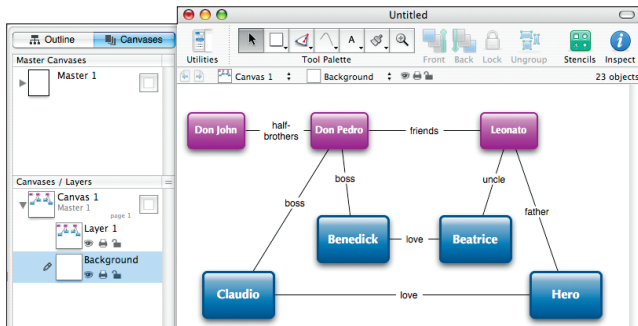 Outline
Canvases
Master Canvases
Master 1
Canvases / Layers
Canvas 1
Master 1
page 1
Layer 1
Background
Untitled
Utilities
Tool Palette
Front
Back
Lock
Ungroup
Stencils
Inspect
A
Canvas 1
Background
23 objects
Don John
half-
brothers
Don Pedro
friends
Leonato
boss
boss
uncle
father
Benedick
love
Beatrice
Claudio
love
Hero